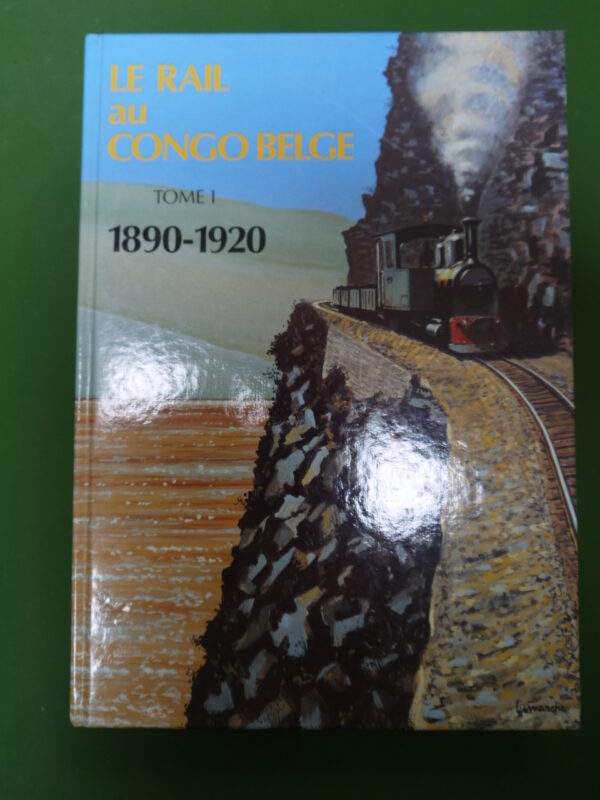 LE RAIL
au
CONGO BELGE
TOME I
1890-1920